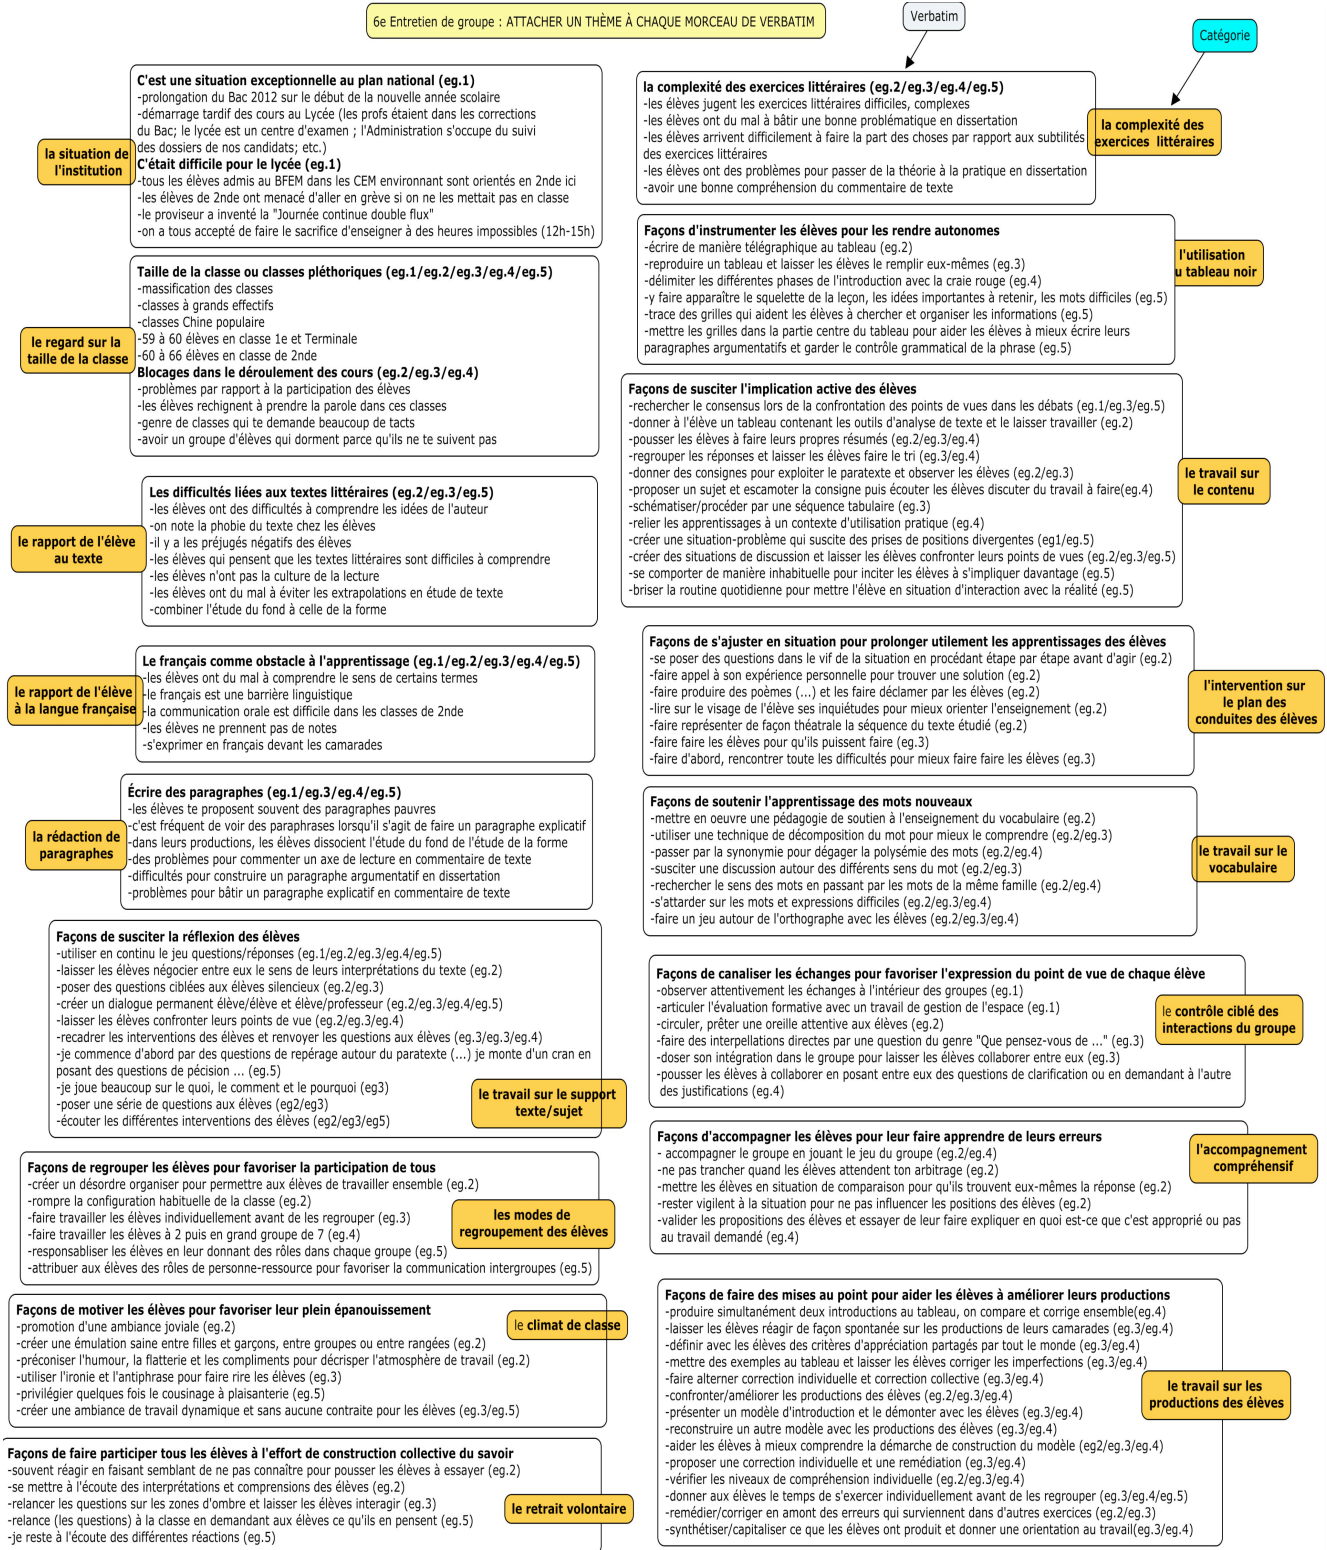 6e Entretien de groupe : ATTACHER UN THÈME À CHAQUE MORCEAU DE VERBATIM
Verbatim
Catégorie
C'est une situation exceptionnelle au plan national (eg.1)
-prolongation du Bac 2012 sur le début de la nouvelle année scolaire
-démarrage tardif des cours au Lycée (les profs étaient dans les corrections
du Bac; le lycée est un centre d'examen ; l'Administration s'occupe du suivi
des dossiers de nos candidats; etc.)
C'était difficile pour le lycée (eg.1)
-tous les élèves admis au BFEM dans les CEM environnant sont orientés en 2nde ici
-les élèves de 2nde ont menacé d'aller en grève si on ne les mettait pas en classe
-le proviseur a inventé la "Journée continue double flux"
-on a tous accepté de faire le sacrifice d'enseigner à des heures impossibles (12h-15h)
la situation de
l'institution
Taille de la classe ou classes pléthoriques (eg.1/eg.2/eg.3/eg.4/eg.5)
-massification des classes
-classes à grands effectifs
-classes Chine populaire
-59 à 60 élèves en classe 1e et Terminale
-60 à 66 élèves en classe de 2nde
Blocages dans le déroulement des cours (eg.2/eg.3/eg.4)
-problèmes par rapport à la participation des élèves
-les élèves rechignent à prendre la parole dans ces classes
-genre de classes qui te demande beaucoup de tacts
-avoir un groupe d'élèves qui dorment parce qu'ils ne te suivent pas
le regard sur la
taille de la classe
Les difficultés liées aux textes littéraires (eg.2/eg.3/eg.5)
-les élèves ont des difficultés à comprendre les idées de l'auteur
-on note la phobie du texte chez les élèves
-il y a les préjugés négatifs des élèves
-les élèves qui pensent que les textes littéraires sont difficiles à comprendre
-les élèves n'ont pas la culture de la lecture
-les élèves ont du mal à éviter les extrapolations en étude de texte
-combiner l'étude du fond à celle de la forme
le rapport de l'élève
au texte
Le français comme obstacle à l'apprentissage (eg.1/eg.2/eg.3/eg.4/eg.5)
-les élèves ont du mal à comprendre le sens de certains termes
-le français est une barrière linguistique
-la communication orale est difficile dans les classes de 2nde
-les élèves ne prennent pas de notes
-s'exprimer en français devant les camarades
le rapport de l'élève
à la langue française
Écrire des paragraphes (eg.1/eg.3/eg.4/eg.5)
-les élèves te proposent souvent des paragraphes pauvres
-c'est fréquent de voir des paraphrases lorsqu'il s'agit de faire un paragraphe explicatif
-dans leurs productions, les élèves dissocient l'étude du fond de l'étude de la forme
-des problèmes pour commenter un axe de lecture en commentaire de texte
-difficultés pour construire un paragraphe argumentatif en dissertation
-problèmes pour bâtir un paragraphe explicatif en commentaire de texte
la rédaction de
paragraphes
Façons de susciter la réflexion des élèves
-utiliser en continu le jeu questions/réponses (eg.1/eg.2/eg.3/eg.4/eg.5)
-laisser les élèves négocier entre eux le sens de leurs interprétations du texte (eg.2)
-poser des questions ciblées aux élèves silencieux (eg.2/eg.3)
-créer un dialogue permanent élève/élève et élève/professeur (eg.2/eg.3/eg.4/eg.5)
-laisser les élèves confronter leurs points de vue (eg.2/eg.3/eg.4)
-recadrer les interventions des élèves et renvoyer les questions aux élèves (eg.3/eg.3/eg.4)
-je commence d'abord par des questions de repérage autour du paratexte (...) je monte d'un cran en
posant des questions de pécision ... (eg.5)
-je joue beaucoup sur le quoi, le comment et le pourquoi (eg3)
-poser une série de questions aux élèves (eg2/eg3)
-écouter les différentes interventions des élèves (eg2/eg3/eg5)
le travail sur le support
texte/sujet
Façons de regrouper les élèves pour favoriser la participation de tous
-créer un désordre organiser pour permettre aux élèves de travailler ensemble (eg.2)
-rompre la configuration habituelle de la classe (eg.2)
-faire travailler les élèves individuellement avant de les regrouper (eg.3)
-faire travailler les élèves à 2 puis en grand groupe de 7 (eg.4)
-responsabliser les élèves en leur donnant des rôles dans chaque groupe (eg.5)
-attribuer aux élèves des rôles de personne-ressource pour favoriser la communication intergroupes (eg.5)
les modes de
regroupement des élèves
Façons de motiver les élèves pour favoriser leur plein épanouissement
-promotion d'une ambiance joviale (eg.2)
-créer une émulation saine entre filles et garçons, entre groupes ou entre rangées (eg.2)
-préconiser l'humour, la flatterie et les compliments pour décrisper l'atmosphère de travail (eg.2)
-utiliser l'ironie et l'antiphrase pour faire rire les élèves (eg.3)
-privilégier quelques fois le cousinage à plaisanterie (eg.5)
-créer une ambiance de travail dynamique et sans aucune contraite pour les élèves (eg.3/eg.5)
le climat de classe
Façons de faire participer tous les élèves à l'effort de construction collective du savoir
-souvent réagir en faisant semblant de ne pas connaître pour pousser les élèves à essayer (eg.2)
-se mettre à l'écoute des interprétations et comprensions des élèves (eg.2)
-relancer les questions sur les zones d'ombre et laisser les élèves interagir (eg.3)
-relance (les questions) à la classe en demandant aux élèves ce qu'ils en pensent (eg.5)
-je reste à l'écoute des différentes réactions (eg.5)
le retrait volontaire
la complexité des exercices littéraires (eg.2/eg.3/eg.4/eg.5)
-les élèves jugent les exercices littéraires difficiles, complexes
-les élèves ont du mal à bâtir une bonne problématique en dissertation
-les élèves arrivent difficilement à faire la part des choses par rapport aux subtilités
des exercices littéraires
-les élèves ont des problèmes pour passer de la théorie à la pratique en dissertation
-avoir une bonne compréhension du commentaire de texte
la complexité des
exercices littéraires
Façons d'instrumenter les élèves pour les rendre autonomes
-écrire de manière télégraphique au tableau (eg.2)
-reproduire un tableau et laisser les élèves le remplir eux-mêmes (eg.3)
-délimiter les différentes phases de l'introduction avec la craie rouge (eg.4)
-y faire apparaître le squelette de la leçon, les idées importantes à retenir, les mots difficiles (eg.5)
-trace des grilles qui aident les élèves à chercher et organiser les informations (eg.5)
-mettre les grilles dans la partie centre du tableau pour aider les élèves à mieux écrire leurs
paragraphes argumentatifs et garder le contrôle grammatical de la phrase (eg.5)
l'utilisation
du tableau noir
Façons de susciter l'implication active des élèves
-rechercher le consensus lors de la confrontation des points de vues dans les débats (eg.1/eg.3/eg.5)
-donner à l'élève un tableau contenant les outils d'analyse de texte et le laisser travailler (eg.2)
-pousser les élèves à faire leurs propres résumés (eg.2/eg.3/eg.4)
-regrouper les réponses et laisser les élèves faire le tri (eg.3/eg.4)
-donner des consignes pour exploiter le paratexte et observer les élèves (eg.2/eg.3)
-proposer un sujet et escamoter la consigne puis écouter les élèves discuter du travail à faire(eg.4)
-schématiser/procéder par une séquence tabulaire (eg.3)
-relier les apprentissages à un contexte d'utilisation pratique (eg.4)
-créer une situation-problème qui suscite des prises de positions divergentes (eg1/eg.5)
-créer des situations de discussion et laisser les élèves confronter leurs points de vues (eg.2/eg.3/eg.5)
-se comporter de manière inhabituelle pour inciter les élèves à s'impliquer davantage (eg.5)
-briser la routine quotidienne pour mettre l'élève en situation d'interaction avec la réalité (eg.5)
le travail sur
le contenu
Façons de s'ajuster en situation pour prolonger utilement les apprentissages des élèves
-se poser des questions dans le vif de la situation en procédant étape par étape avant d'agir (eg.2)
-faire appel à son expérience personnelle pour trouver une solution (eg.2)
-faire produire des poèmes (...) et les faire déclamer par les élèves (eg.2)
-lire sur le visage de l'élève ses inquiétudes pour mieux orienter l'enseignement (eg.2)
-faire représenter de façon théatrale la séquence du texte étudié (eg.2)
-faire faire les élèves pour qu'ils puissent faire (eg.3)
-faire d'abord, rencontrer toute les difficultés pour mieux faire faire les élèves (eg.3)
l'intervention sur
le plan des
conduites des élèves
Façons de soutenir l'apprentissage des mots nouveaux
-mettre en oeuvre une pédagogie de soutien à l'enseignement du vocabulaire (eg.2)
-utiliser une technique de décomposition du mot pour mieux le comprendre (eg.2/eg.3)
-passer par la synonymie pour dégager la polysémie des mots (eg.2/eg.4)
-susciter une discussion autour des différents sens du mot (eg.2/eg.3)
-rechercher le sens des mots en passant par les mots de la même famille (eg.2/eg.4)
-s'attarder sur les mots et expressions difficiles (eg.2/eg.3/eg.4)
-faire un jeu autour de l'orthographe avec les élèves (eg.2/eg.3/eg.4)
le travail sur le
vocabulaire
Façons de canaliser les échanges pour favoriser l'expression du point de vue de chaque élève
-observer attentivement les échanges à l'intérieur des groupes (eg.1)
-articuler l'évaluation formative avec un travail de gestion de l'espace (eg.1)
-circuler, prêter une oreille attentive aux élèves (eg.2)
-faire des interpellations directes par une question du genre "Que pensez-vous de ..." (eg.3)
-doser son intégration dans le groupe pour laisser les élèves collaborer entre eux (eg.3)
-pousser les élèves à collaborer en posant entre eux des questions de clarification ou en demandant à l'autre
des justifications (eg.4)
le contrôle ciblé des
interactions du groupe
Façons d'accompagner les élèves pour leur faire apprendre de leurs erreurs
- accompagner le groupe en jouant le jeu du groupe (eg.2/eg.4)
-ne pas trancher quand les élèves attendent ton arbitrage (eg.2)
-mettre les élèves en situation de comparaison pour qu'ils trouvent eux-mêmes la réponse (eg.2)
-rester vigilent à la situation pour ne pas influencer les positions des élèves (eg.2)
-valider les propositions des élèves et essayer de leur faire expliquer en quoi est-ce que c'est approprié ou pas
au travail demandé (eg.4)
l'accompagnement
compréhensif
Façons de faire des mises au point pour aider les élèves à améliorer leurs productions
-produire simultanément deux introductions au tableau, on compare et corrige ensemble(eg.4)
-laisser les élèves réagir de façon spontanée sur les productions de leurs camarades (eg.3/eg.4)
-définir avec les élèves des critères d'appréciation partagés par tout le monde (eg.3/eg.4)
-mettre des exemples au tableau et laisser les élèves corriger les imperfections (eg.3/eg.4)
-faire alterner correction individuelle et correction collective (eg.3/eg.4)
-confronter/améliorer les productions des élèves (eg.2/eg.3/eg.4)
-présenter un modèle d'introduction et le démonter avec les élèves (eg.3/eg.4)
-reconstruire un autre modèle avec les productions des élèves (eg.3/eg.4)
-aider les élèves à mieux comprendre la démarche de construction du modèle (eg2/eg.3/eg.4)
-proposer une correction individuelle et une remédiation (eg.3/eg.4)
-vérifier les niveaux de compréhension individuelle (eg.2/eg.3/eg.4)
-donner aux élèves le temps de s'exercer individuellement avant de les regrouper (eg.3/eg.4/eg.5)
-remédier/corriger en amont des erreurs qui surviennent dans d'autres exercices (eg.2/eg.3)
-synthétiser/capitaliser ce que les élèves ont produit et donner une orientation au travail(eg.3/eg.4)
le travail sur les
productions des élèves